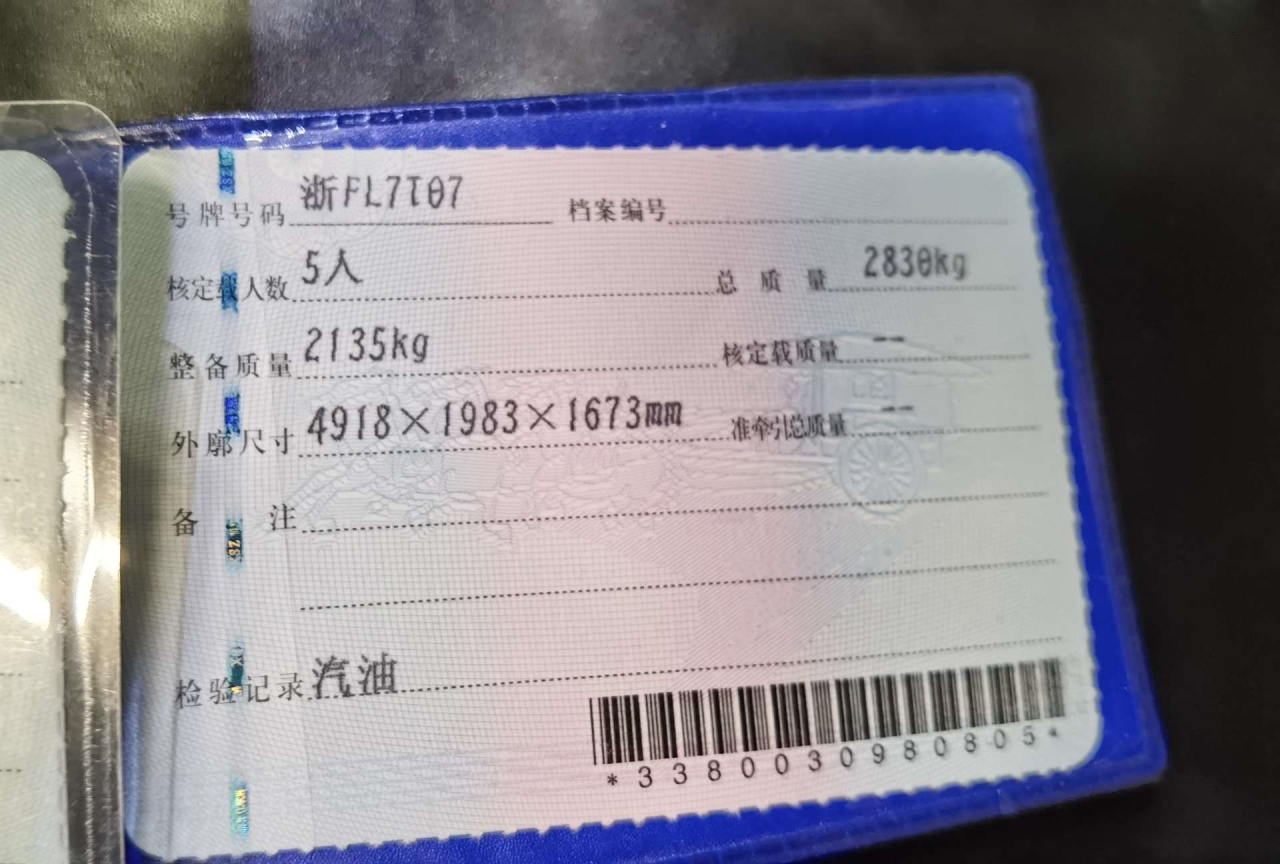 号牌号码 浙FL7T07 档案编号
核定载人数 5人 总质量 2830kg
整备质量 2135kg 核定载质量 --
外廓尺寸 4918×1983×1673mm 准牵引总质量 --
备注
检验记录 汽油
*3380030980805*